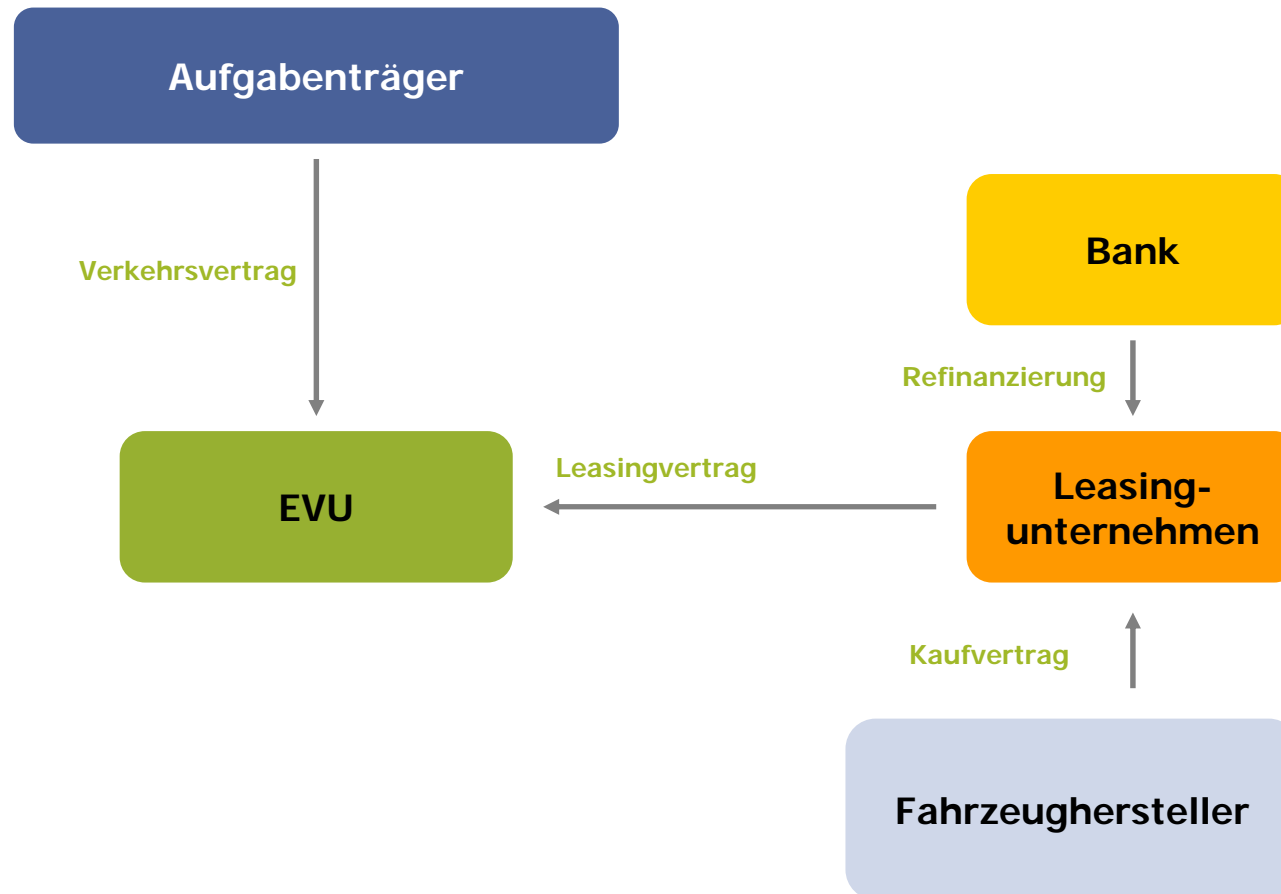 Aufgabenträger
Verkehrsvertrag
Bank
Refinanzierung
EVU
Leasingvertrag
Leasing-
unternehmen
Kaufvertrag
Fahrzeughersteller